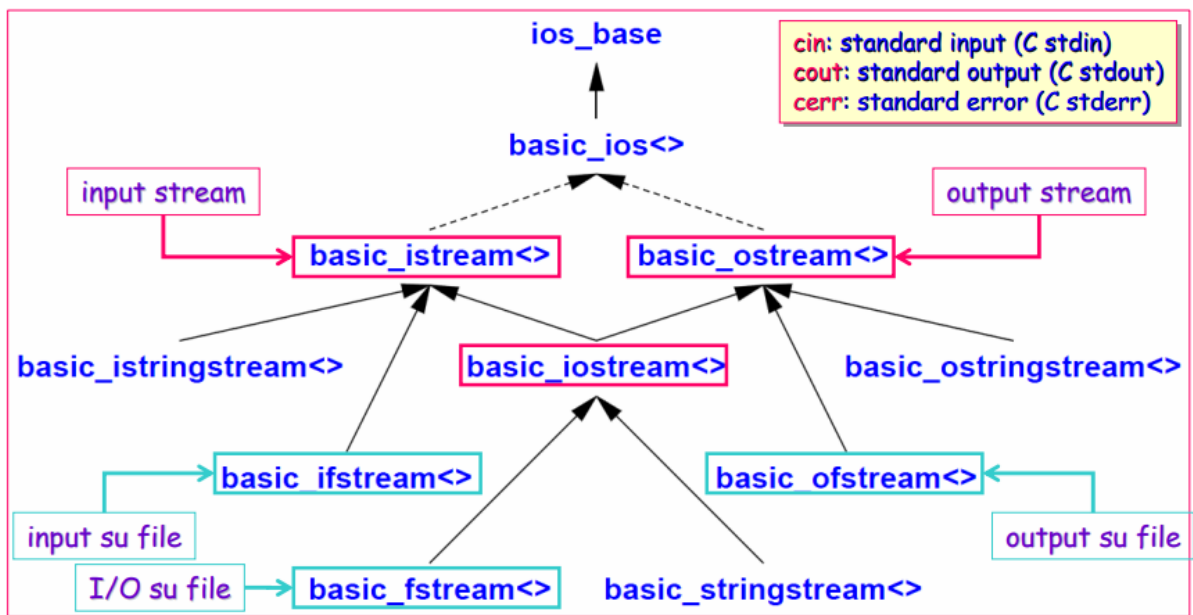 ios_base
cin: standard input (C stdin)
cout: standard output (C stdout)
cerr: standard error (C stderr)
basic_ios<>
input stream
output stream
basic_istream<>
basic_ostream<>
basic_istringstream<>
basic_iostream<>
basic_ostringstream<>
basic_ifstream<>
basic_ofstream<>
input su file
output su file
I/O su file
basic_fstream<>
basic_stringstream<>